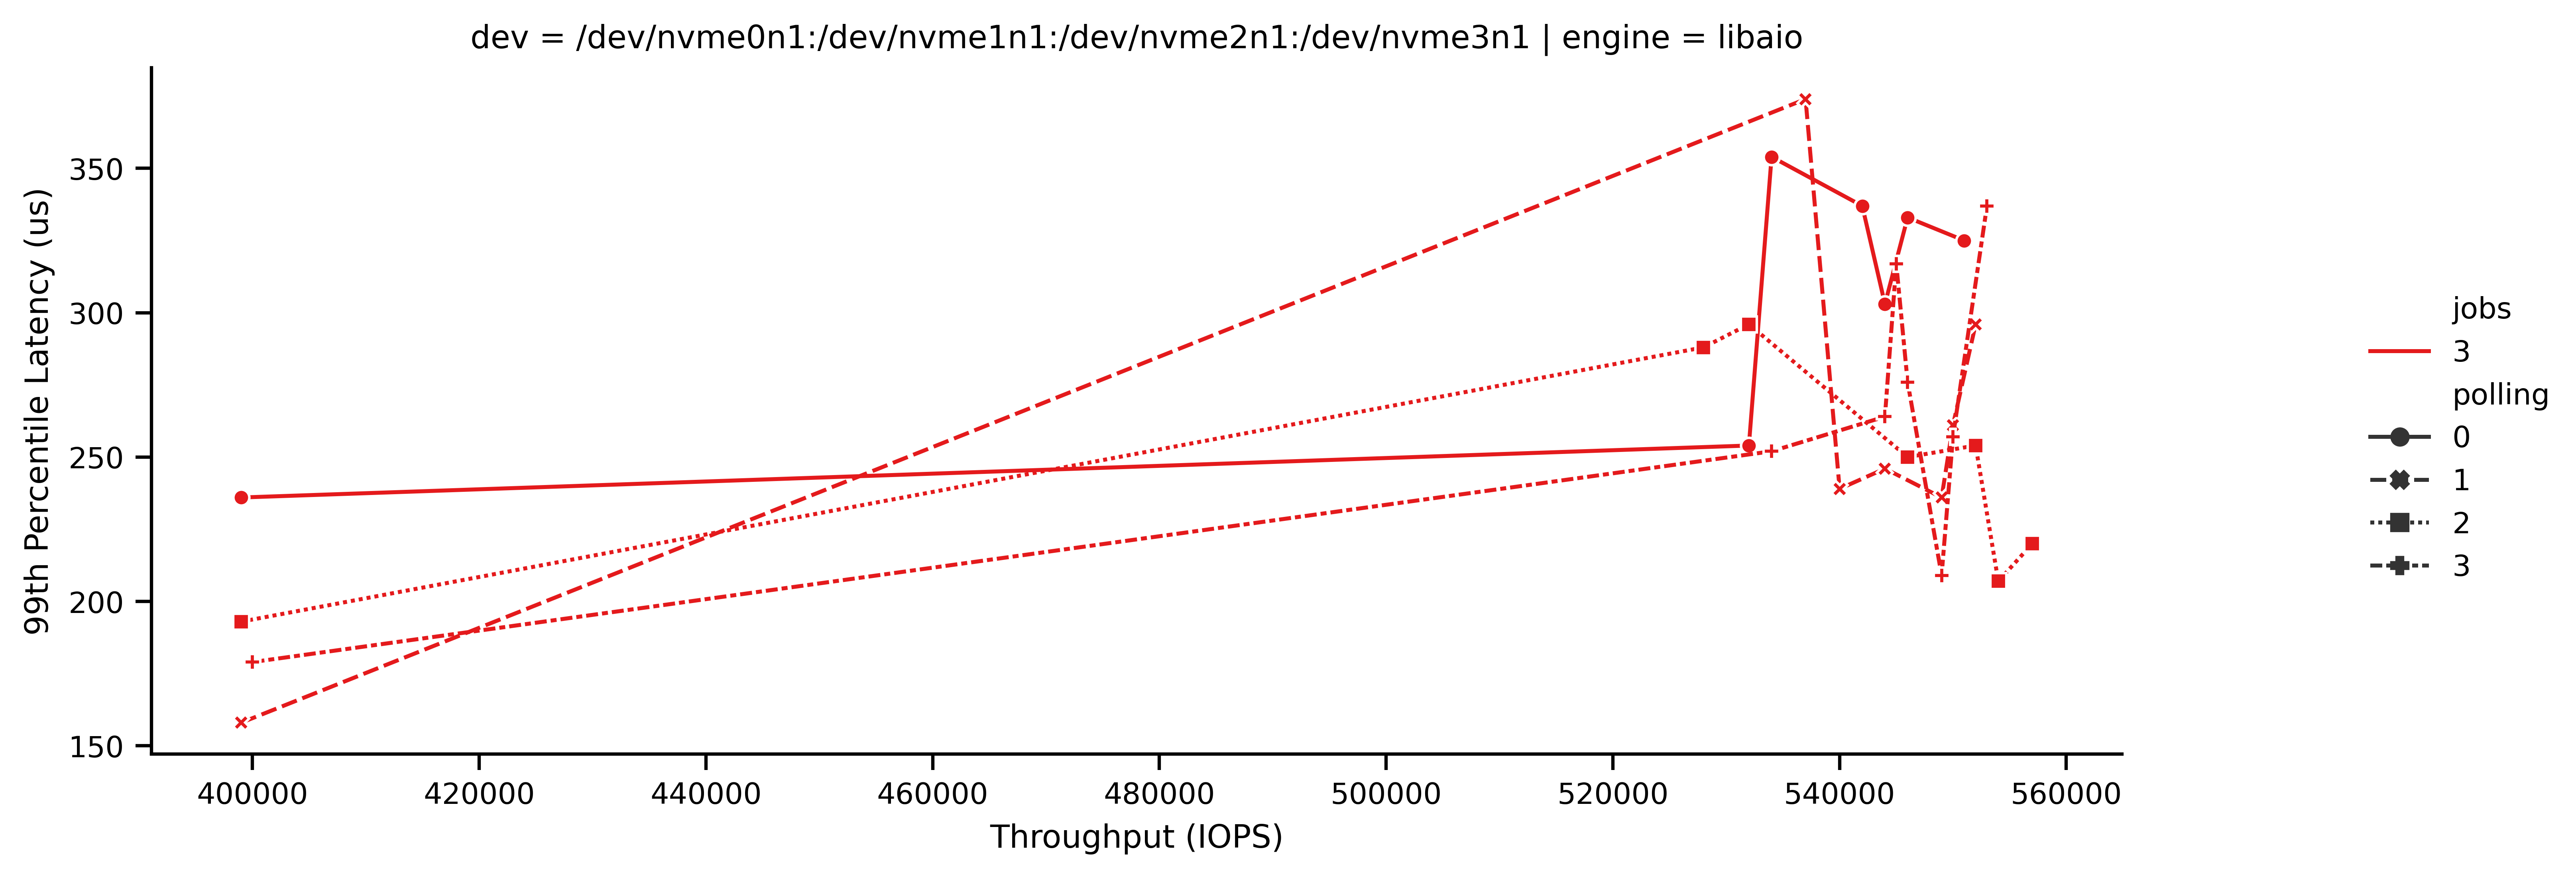 dev = /dev/nvme0n1:/dev/nvme1n1:/dev/nvme2n1:/dev/nvme3n1 | engine = libaio
99th Percentile Latency (us)
350
300
250
200
150
400000 420000 440000 460000 480000 500000 520000 540000 560000
Throughput (IOPS)
jobs
3
polling
0
1
2
3